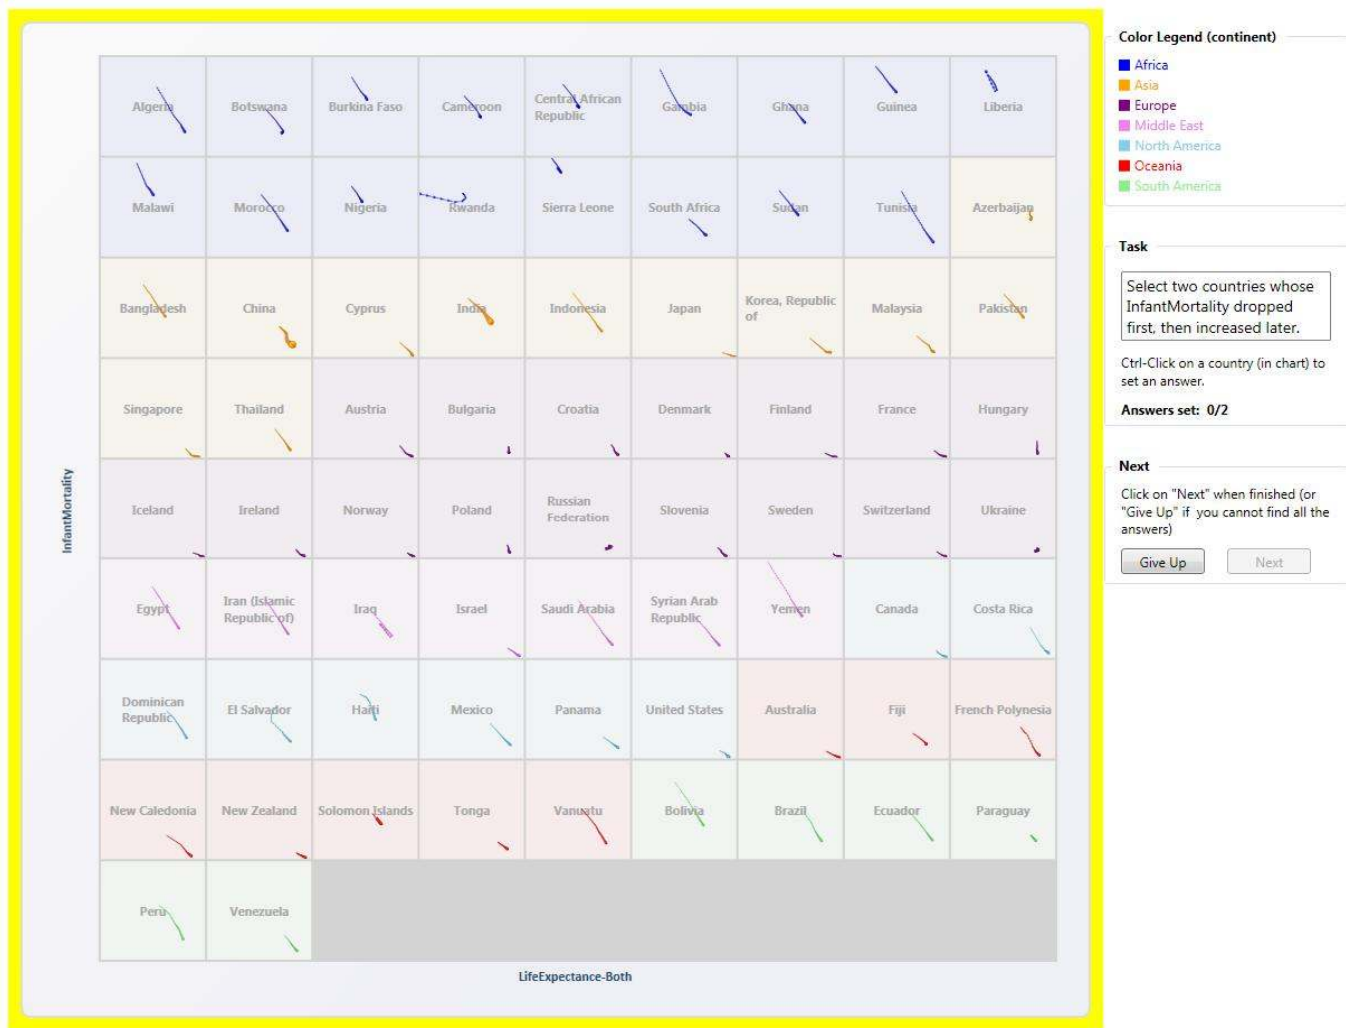 Algeria
Botswana
Burkina Faso
Cameroon
Central African
Republic
Gambia
Ghana
Guinea
Liberia
Malawi
Morocco
Nigeria
Rwanda
Sierra Leone
South Africa
Sudan
Tunisia
Azerbaijan
Bangladesh
China
Cyprus
India
Indonesia
Japan
Korea, Republic
of
Malaysia
Pakistan
Singapore
Thailand
Austria
Bulgaria
Croatia
Denmark
Finland
France
Hungary
InfantMortality
Iceland
Ireland
Norway
Poland
Russian
Federation
Slovenia
Sweden
Switzerland
Ukraine
Egypt
Iran (Islamic
Republic of)
Iraq
Israel
Saudi Arabia
Syrian Arab
Republic
Yemen
Canada
Costa Rica
Dominican
Republic
El Salvador
Haiti
Mexico
Panama
United States
Australia
Fiji
French Polynesia
New Caledonia
New Zealand
Solomon Islands
Tonga
Vanuatu
Bolivia
Brazil
Ecuador
Paraguay
Peru
Venezuela
LifeExpectance-Both
Color Legend (continent)
Africa
Asia
Europe
Middle East
North America
Oceania
South America
Task
Select two countries whose
InfantMortality dropped
first, then increased later.
Ctrl-Click on a country (in chart) to
set an answer.
Answers set: 0/2
Next
Click on "Next" when finished (or
"Give Up" if you cannot find all the
answers)
Give Up
Next